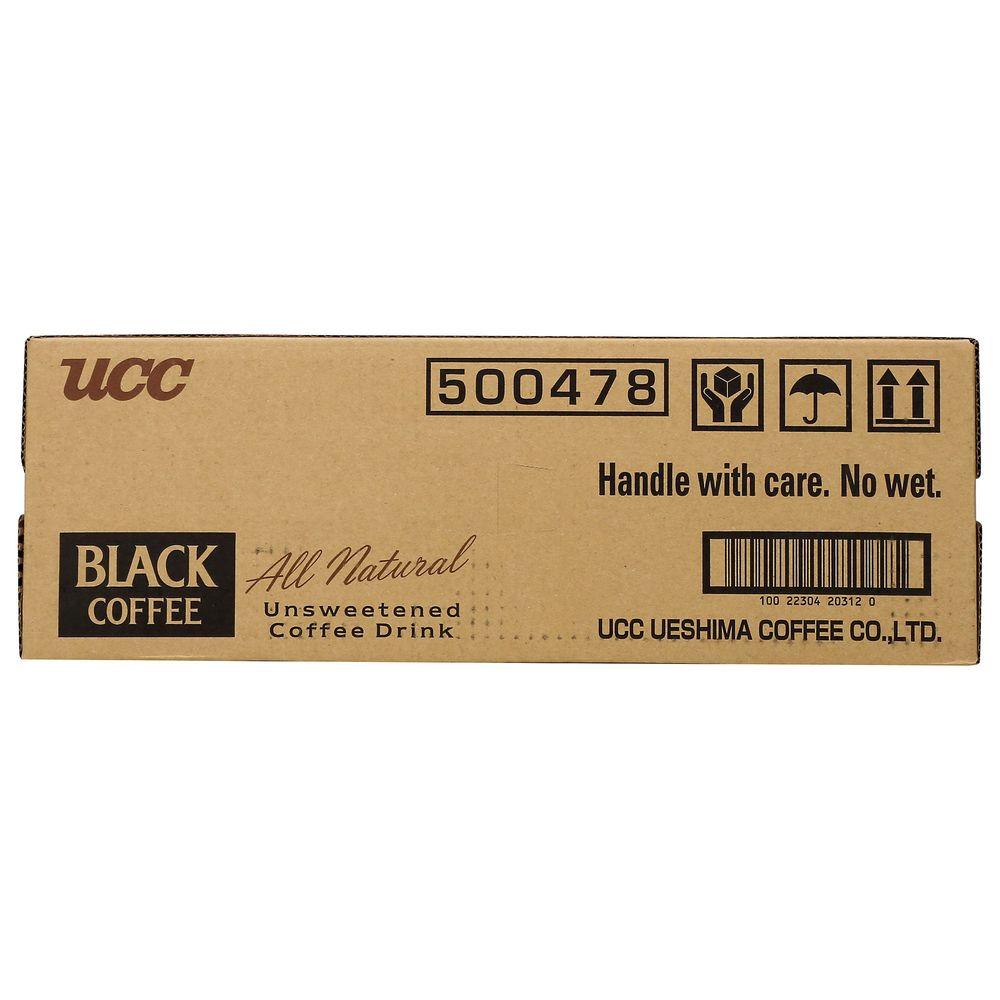 UCC
500478
Handle with care. No wet.
BLACK
COFFEE
All Natural
Unsweetened
Coffee Drink
100 22304 20312 0
UCC UESHIMA COFFEE CO.,LTD.